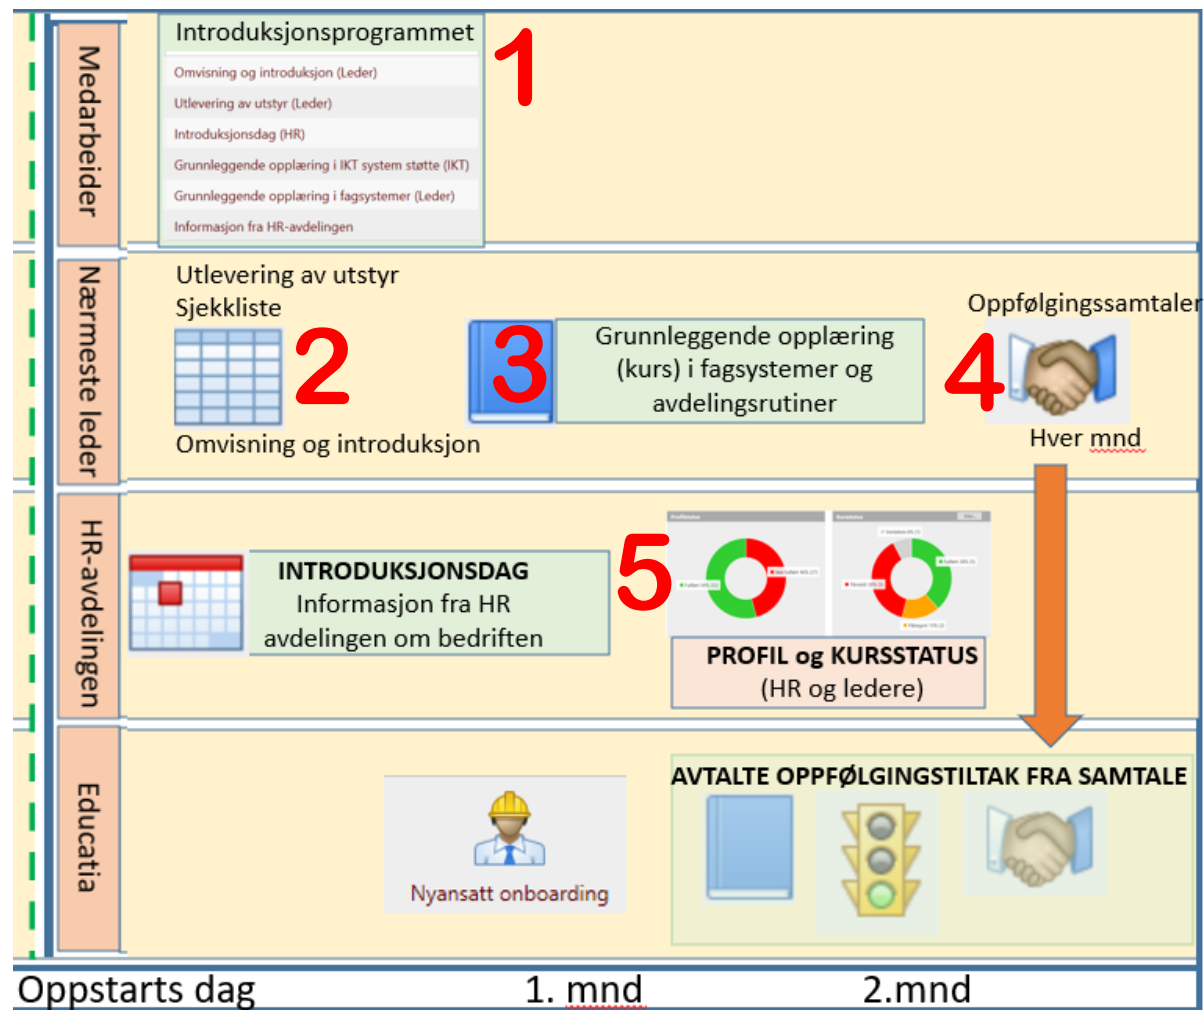 Medarbeider
Introduksjonsprogrammet
1
Omvisning og introduksjon (Leder)
Utlevering av utstyr (Leder)
Introduksjonsdag (HR)
Grunnleggende opplæring i IKT system støtte (IKT)
Grunnleggende opplæring i fagsystemer (Leder)
Informasjon fra HR-avdelingen
Nærmeste leder
Utlevering av utstyr
Sjekkliste
2
Omvisning og introduksjon
3
Grunnleggende opplæring
(kurs) i fagsystemer og
avdelingsrutiner
Oppfølgingssamtaler
4
Hver mnd
HR-avdelingen
INTRODUKSJONSDAG
Informasjon fra HR
avdelingen om bedriften
5
Profilstatus
Kursstatus
PROFIL og KURSSTATUS
(HR og ledere)
Educatia
Nyansatt onboarding
AVTALTE OPPFØLGINGSTILTAK FRA SAMTALE
Oppstarts dag
1. mnd
2.mnd